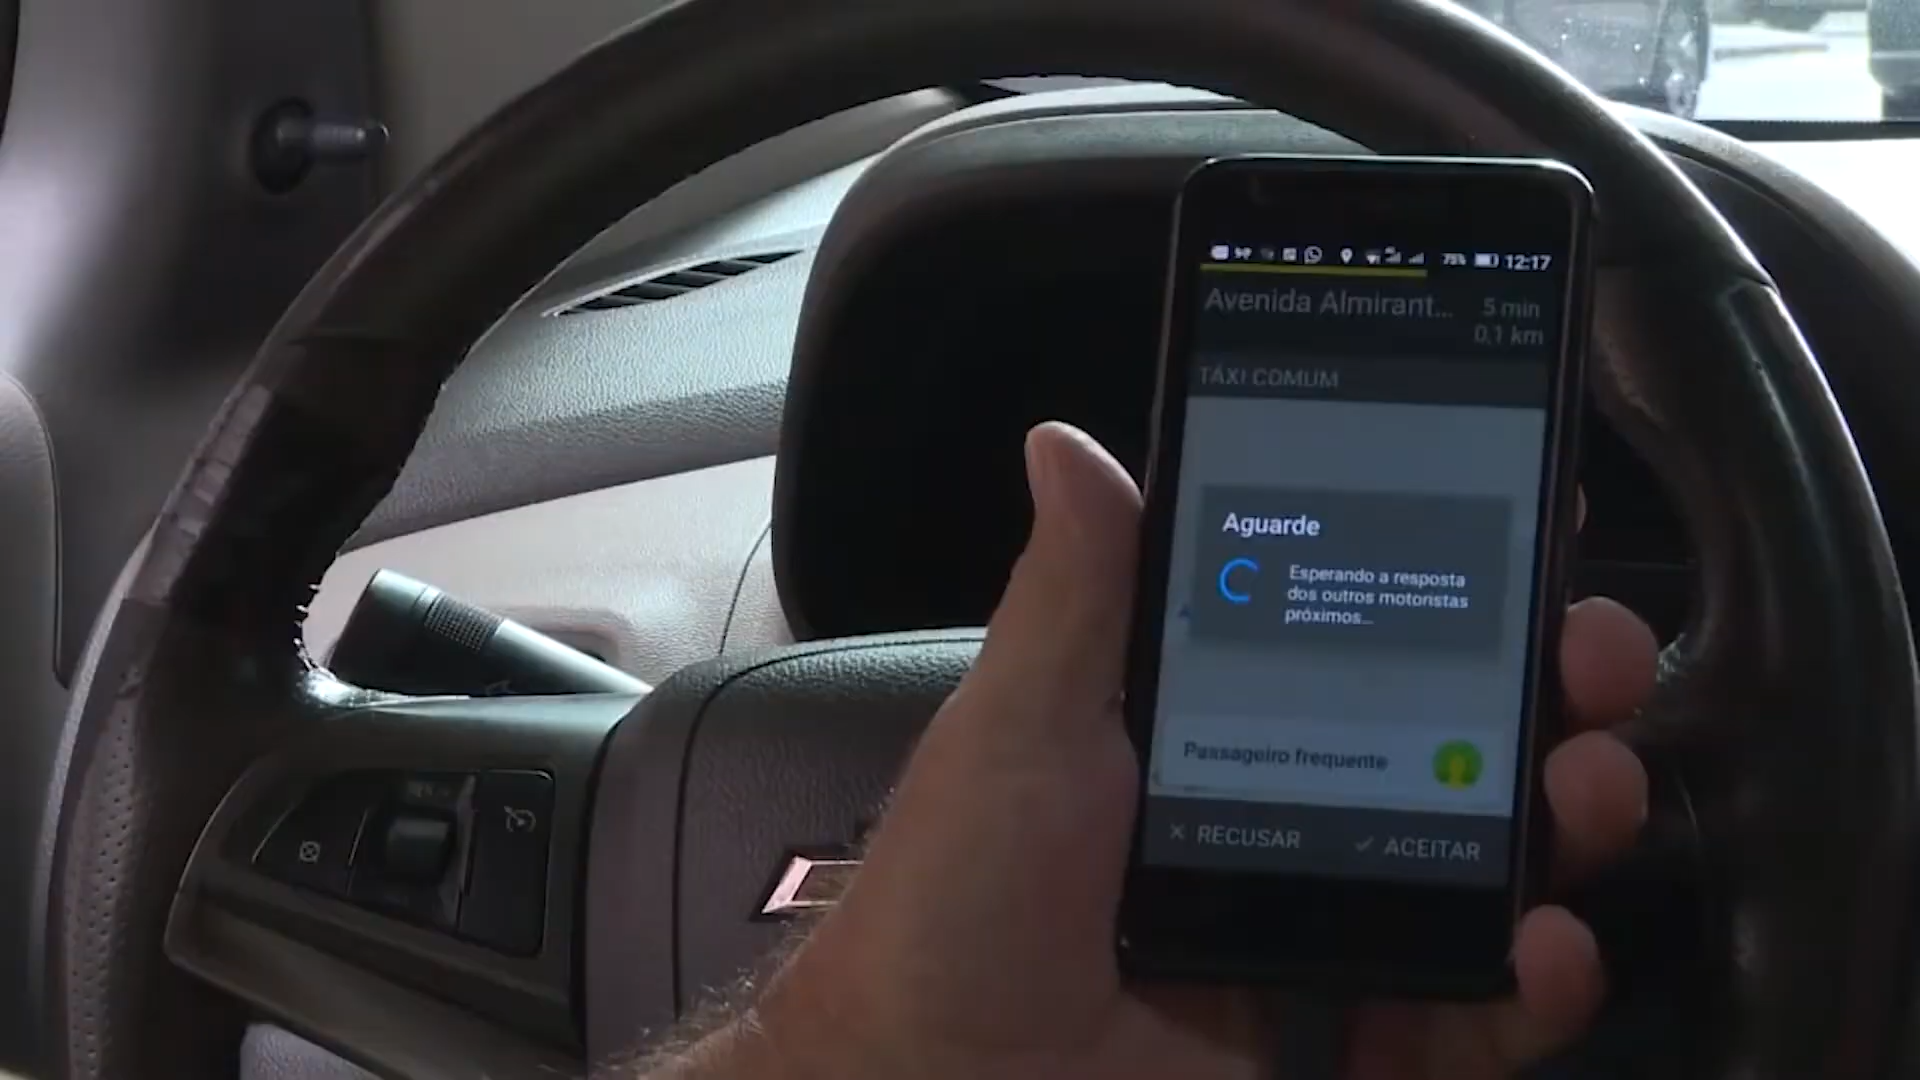 75% 12:17
Avenida Almirant... 5 min
0,1 km
TÁXI COMUM
Aguarde
Esperando a resposta
dos outros motoristas
próximos...
Passageiro frequente
RECUSAR ACEITAR